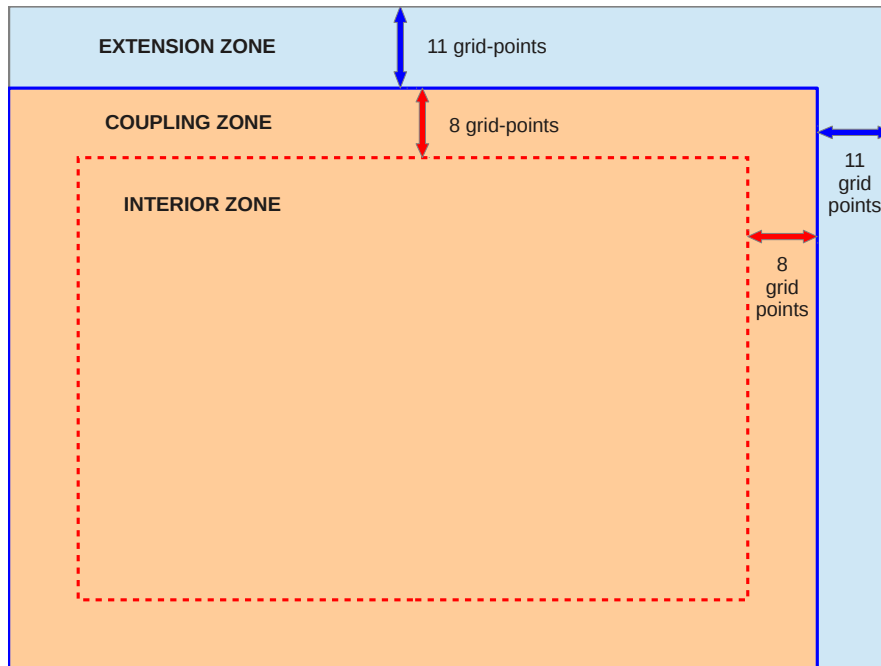 EXTENSION ZONE
11 grid-points
COUPLING ZONE
8 grid-points
11
grid
points
INTERIOR ZONE
8
grid
points